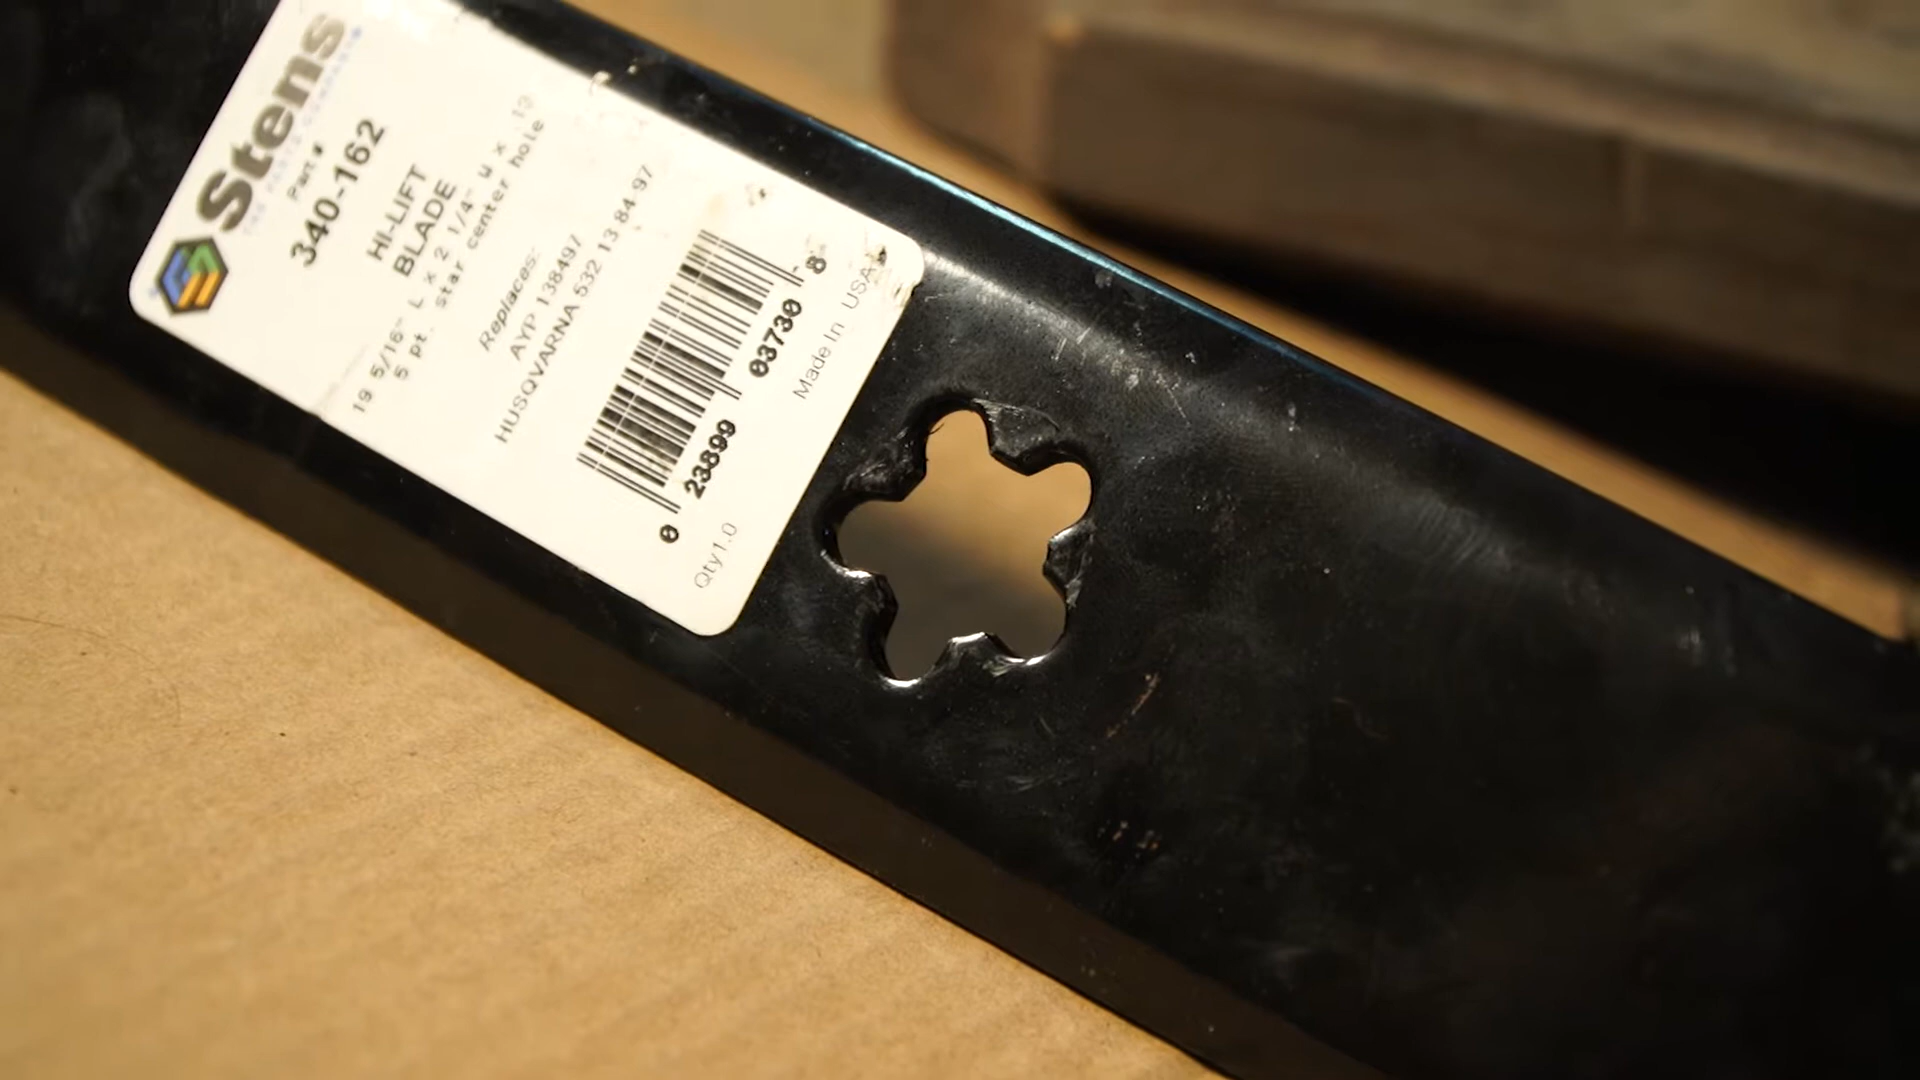 Stens
Part #
340-162
HI-LIFT
BLADE
19 5/16" L x 2 1/4" W x .13
5 pt. star center hole
Replaces:
AYP 138497
HUSQVARNA 532 13 84-97
0 23899 03730 8
Qty1.0
Made In USA